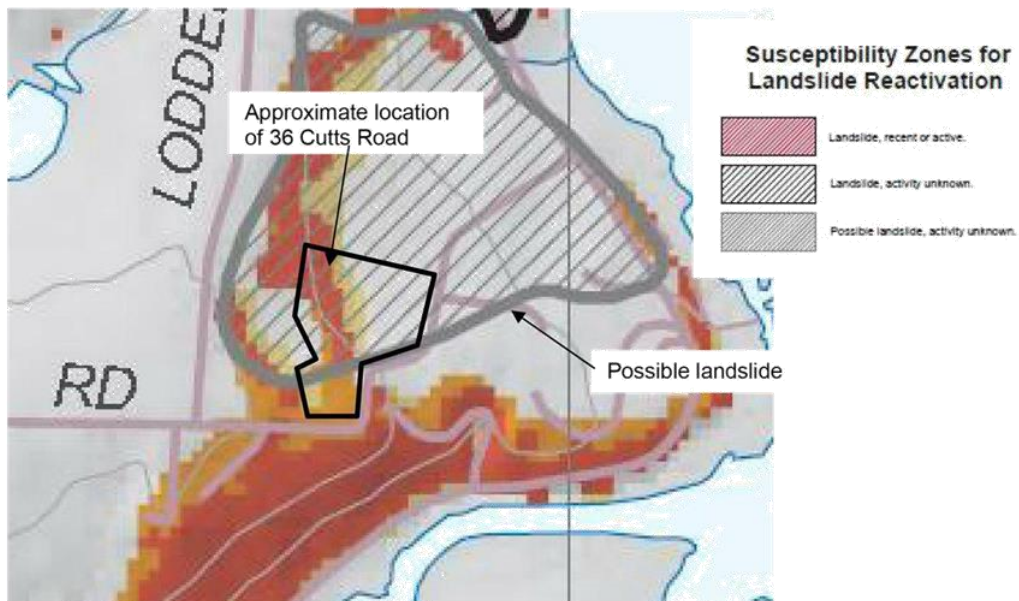 Susceptibility Zones for
Landslide Reactivation
Landslide, recent or active.
Landslide, activity unknown.
Possible landslide, activity unknown.
LODDE
Approximate location
of 36 Cutts Road
Possible landslide
RD